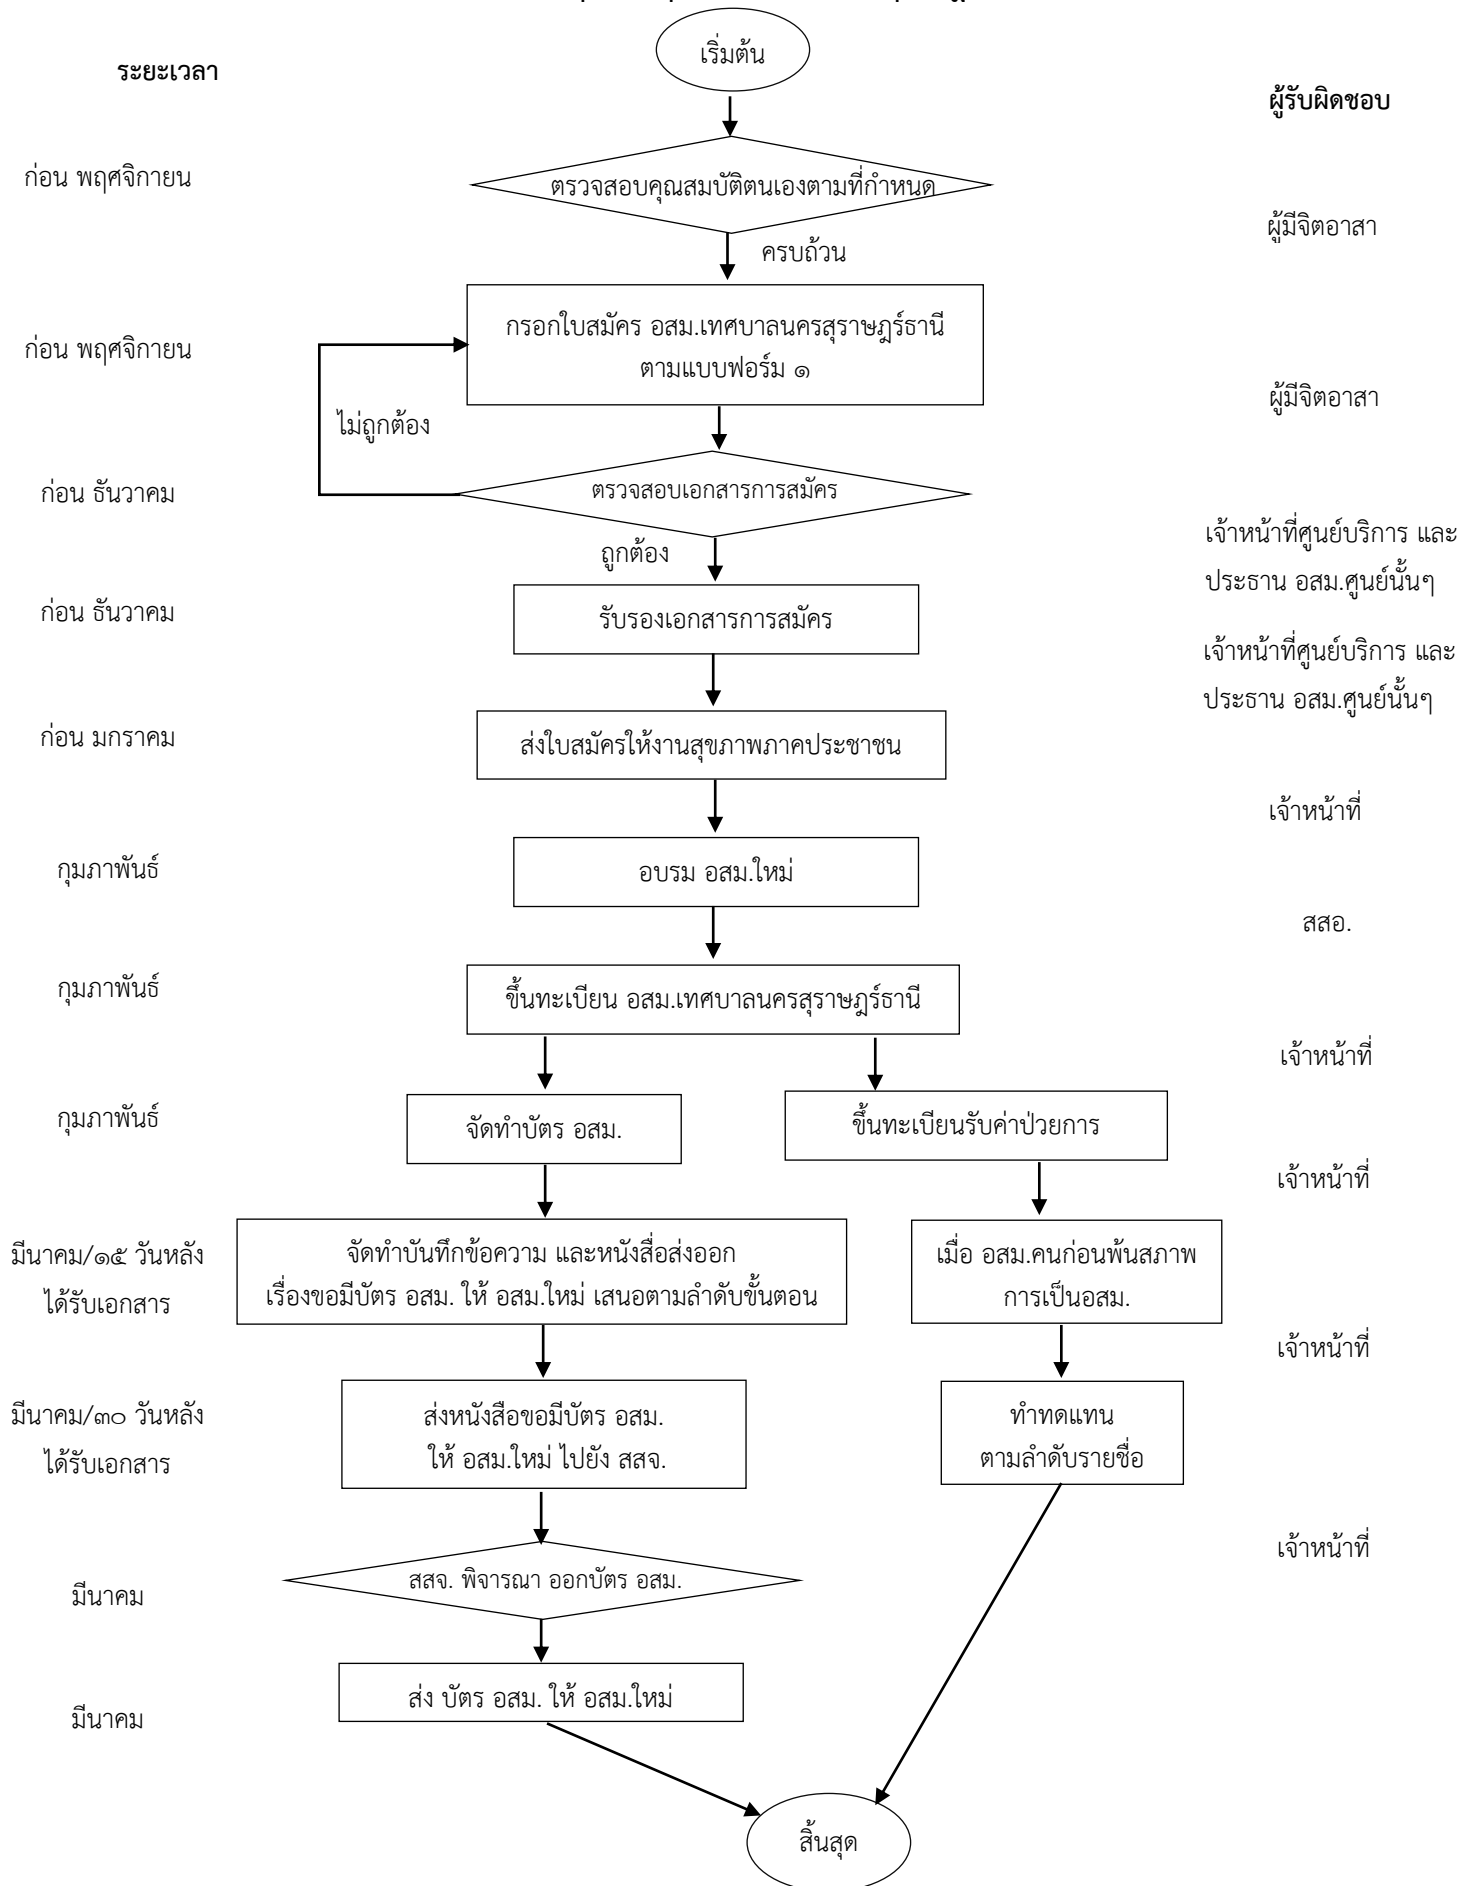 เริ่มต้น
ระยะเวลา
ผู้รับผิดชอบ
ก่อน พฤศจิกายน
ตรวจสอบคุณสมบัติตนเองตามที่กำหนด
ผู้มีจิตอาสา
ครบถ้วน
ก่อน พฤศจิกายน
กรอกใบสมัคร อสม.เทศบาลนครสุราษฎร์ธานี
ตามแบบฟอร์ม ๑
ผู้มีจิตอาสา
ไม่ถูกต้อง
ก่อน ธันวาคม
ตรวจสอบเอกสารการสมัคร
เจ้าหน้าที่ศูนย์บริการ และ
ประธาน อสม.ศูนย์นั้นๆ
ถูกต้อง
ก่อน ธันวาคม
รับรองเอกสารการสมัคร
เจ้าหน้าที่ศูนย์บริการ และ
ประธาน อสม.ศูนย์นั้นๆ
ก่อน มกราคม
ส่งใบสมัครให้งานสุขภาพภาคประชาชน
เจ้าหน้าที่
กุมภาพันธ์
อบรม อสม.ใหม่
สสอ.
กุมภาพันธ์
ขึ้นทะเบียน อสม.เทศบาลนครสุราษฎร์ธานี
เจ้าหน้าที่
กุมภาพันธ์
จัดทำบัตร อสม.
ขึ้นทะเบียนรับค่าป่วยการ
เจ้าหน้าที่
มีนาคม/๑๕ วันหลัง
ได้รับเอกสาร
จัดทำบันทึกข้อความ และหนังสื่อส่งออก
เรื่องขอมีบัตร อสม. ให้ อสม.ใหม่ เสนอตามลำดับขั้นตอน
เมื่อ อสม.คนก่อนพ้นสภาพ
การเป็นอสม.
เจ้าหน้าที่
มีนาคม/๓๐ วันหลัง
ได้รับเอกสาร
ส่งหนังสือขอมีบัตร อสม.
ให้ อสม.ใหม่ ไปยัง สสจ.
ทำทดแทน
ตามลำดับรายชื่อ
เจ้าหน้าที่
มีนาคม
สสจ. พิจารณา ออกบัตร อสม.
มีนาคม
ส่ง บัตร อสม. ให้ อสม.ใหม่
สิ้นสุด